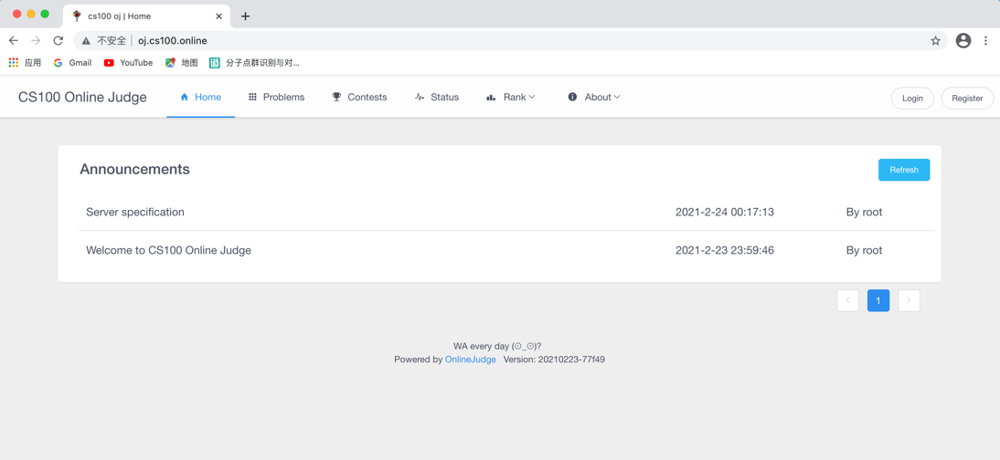 cs100 oj | Home
不安全 oj.cs100.online
应用 Gmail YouTube 地图 分子点群识别与对...
CS100 Online Judge Home Problems Contests Status Rank About Login Register
Announcements Refresh
Server specification 2021-2-24 00:17:13 By root
Welcome to CS100 Online Judge 2021-2-23 23:59:46 By root
1
WA every day (⊙_⊙)?
Powered by OnlineJudge Version: 20210223-77f49